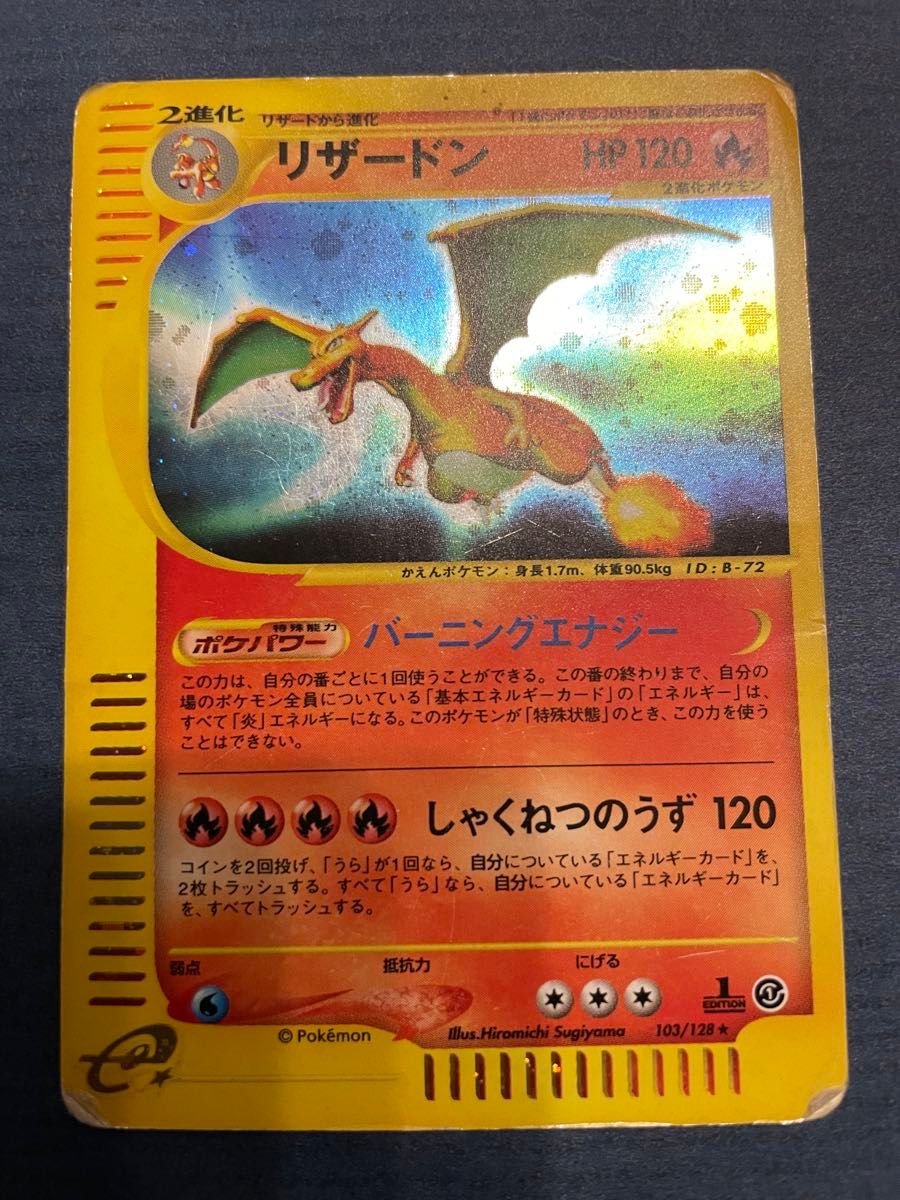 2進化
リザードから進化
リザードン HP 120
2進化ポケモン
かえんポケモン:身長1.7m、体重90.5kg ID:B-72
特殊能力
ポケパワー バーニングエナジー
この力は、自分の番ごとに1回使うことができる。この番の終わりまで、自分の
場のポケモン全員についている「基本エネルギーカード」の「エネルギー」は、
すべて「炎」エネルギーになる。このポケモンが「特殊状態」のとき、この力を使う
ことはできない。
しゃくねつのうず 120
コインを2回投げ、「うら」が1回なら、自分についている「エネルギーカード」を、
2枚トラッシュする。すべて「うら」なら、自分についている「エネルギーカード」
を、すべてトラッシュする。
弱点 抵抗力 にげる
1
EDITION
© Pokémon Illus.Hiromichi Sugiyama 103/128 ★
e